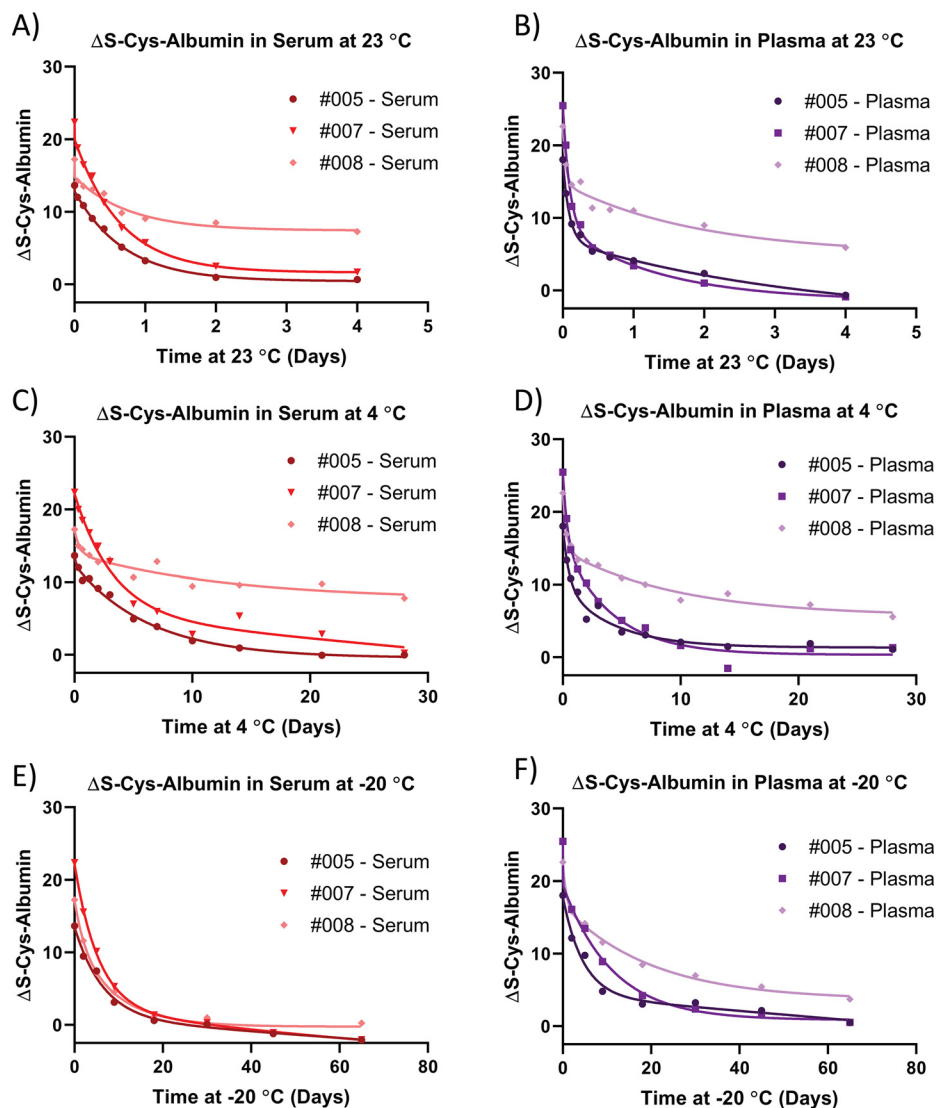 A)
ΔS-Cys-Albumin in Serum at 23 °C
ΔS-Cys-Albumin
30
20
10
0
#005 - Serum
#007 - Serum
#008 - Serum
0 1 2 3 4 5
Time at 23 °C (Days)
B)
ΔS-Cys-Albumin in Plasma at 23 °C
ΔS-Cys-Albumin
30
20
10
0
#005 - Plasma
#007 - Plasma
#008 - Plasma
0 1 2 3 4 5
Time at 23 °C (Days)
C)
ΔS-Cys-Albumin in Serum at 4 °C
ΔS-Cys-Albumin
30
20
10
0
#005 - Serum
#007 - Serum
#008 - Serum
0 10 20 30
Time at 4 °C (Days)
D)
ΔS-Cys-Albumin in Plasma at 4 °C
ΔS-Cys-Albumin
30
20
10
0
#005 - Plasma
#007 - Plasma
#008 - Plasma
0 10 20 30
Time at 4 °C (Days)
E)
ΔS-Cys-Albumin in Serum at -20 °C
ΔS-Cys-Albumin
30
20
10
0
#005 - Serum
#007 - Serum
#008 - Serum
0 20 40 60 80
Time at -20 °C (Days)
F)
ΔS-Cys-Albumin in Plasma at -20 °C
ΔS-Cys-Albumin
30
20
10
0
#005 - Plasma
#007 - Plasma
#008 - Plasma
0 20 40 60 80
Time at -20 °C (Days)